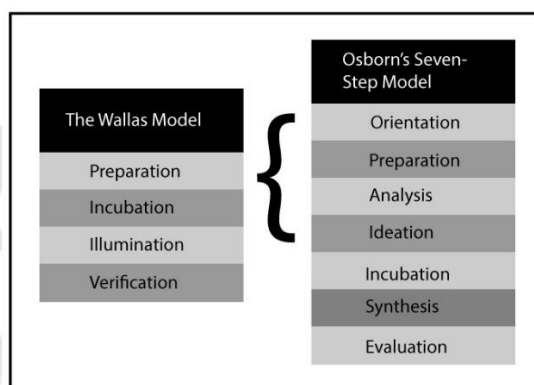 The Wallas Model
Preparation
Incubation
Illumination
Verification
Osborn's Seven-
Step Model
Orientation
Preparation
Analysis
Ideation
Incubation
Synthesis
Evaluation